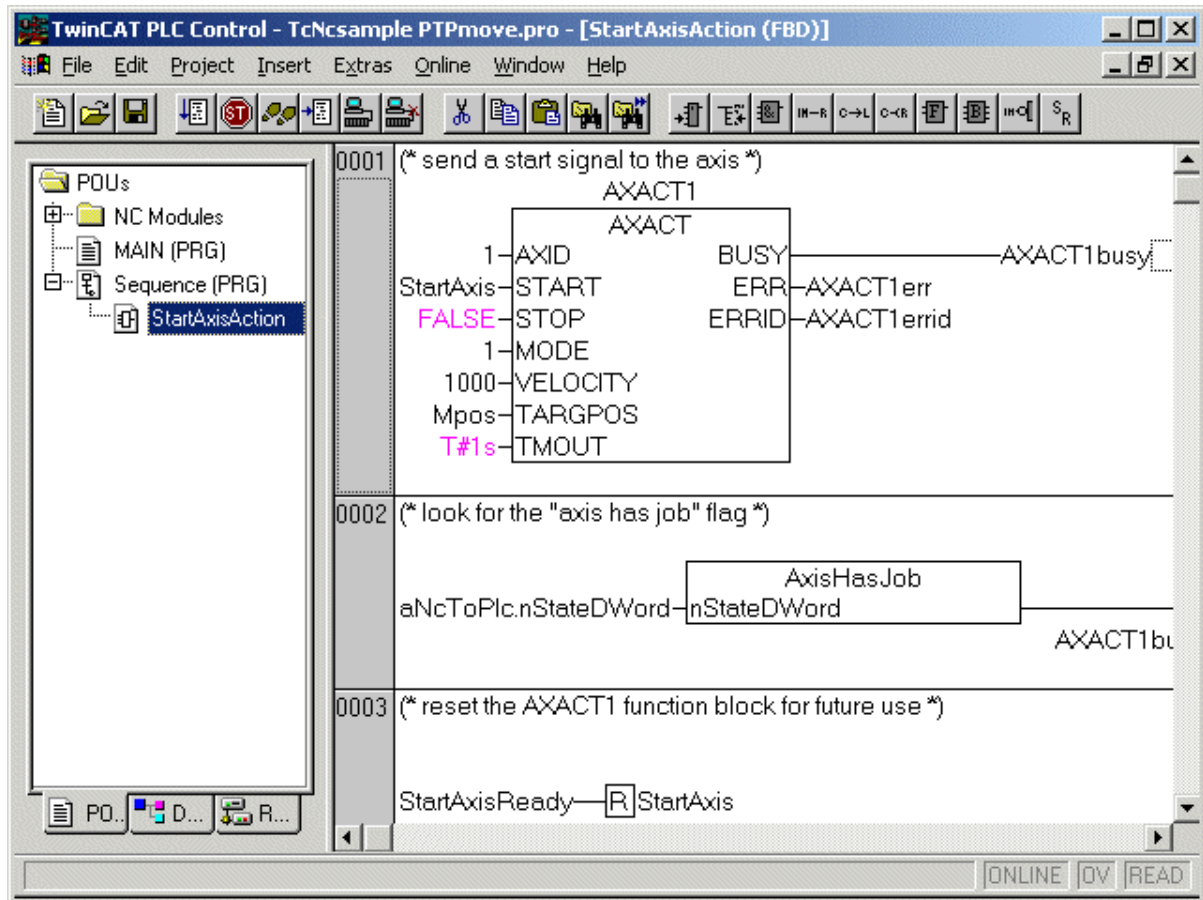 TwinCAT PLC Control - TcNcsample PTPmove.pro - [StartAxisAction (FBD)]
File Edit Project Insert Extras Online Window Help
POUs
NC Modules
MAIN (PRG)
Sequence (PRG)
StartAxisAction
PO.. D... R...
0001 (* send a start signal to the axis *)
AXACT1
AXACT
1 AXID BUSY AXACT1busy
StartAxis START ERR AXACT1err
FALSE STOP ERRID AXACT1errid
1 MODE
1000 VELOCITY
Mpos TARGPOS
T#1s TMOUT
0002 (* look for the "axis has job" flag *)
AxisHasJob
aNcToPlc.nStateDWord nStateDWord
AXACT1bu
0003 (* reset the AXACT1 function block for future use *)
StartAxisReady R StartAxis
ONLINE OV READ